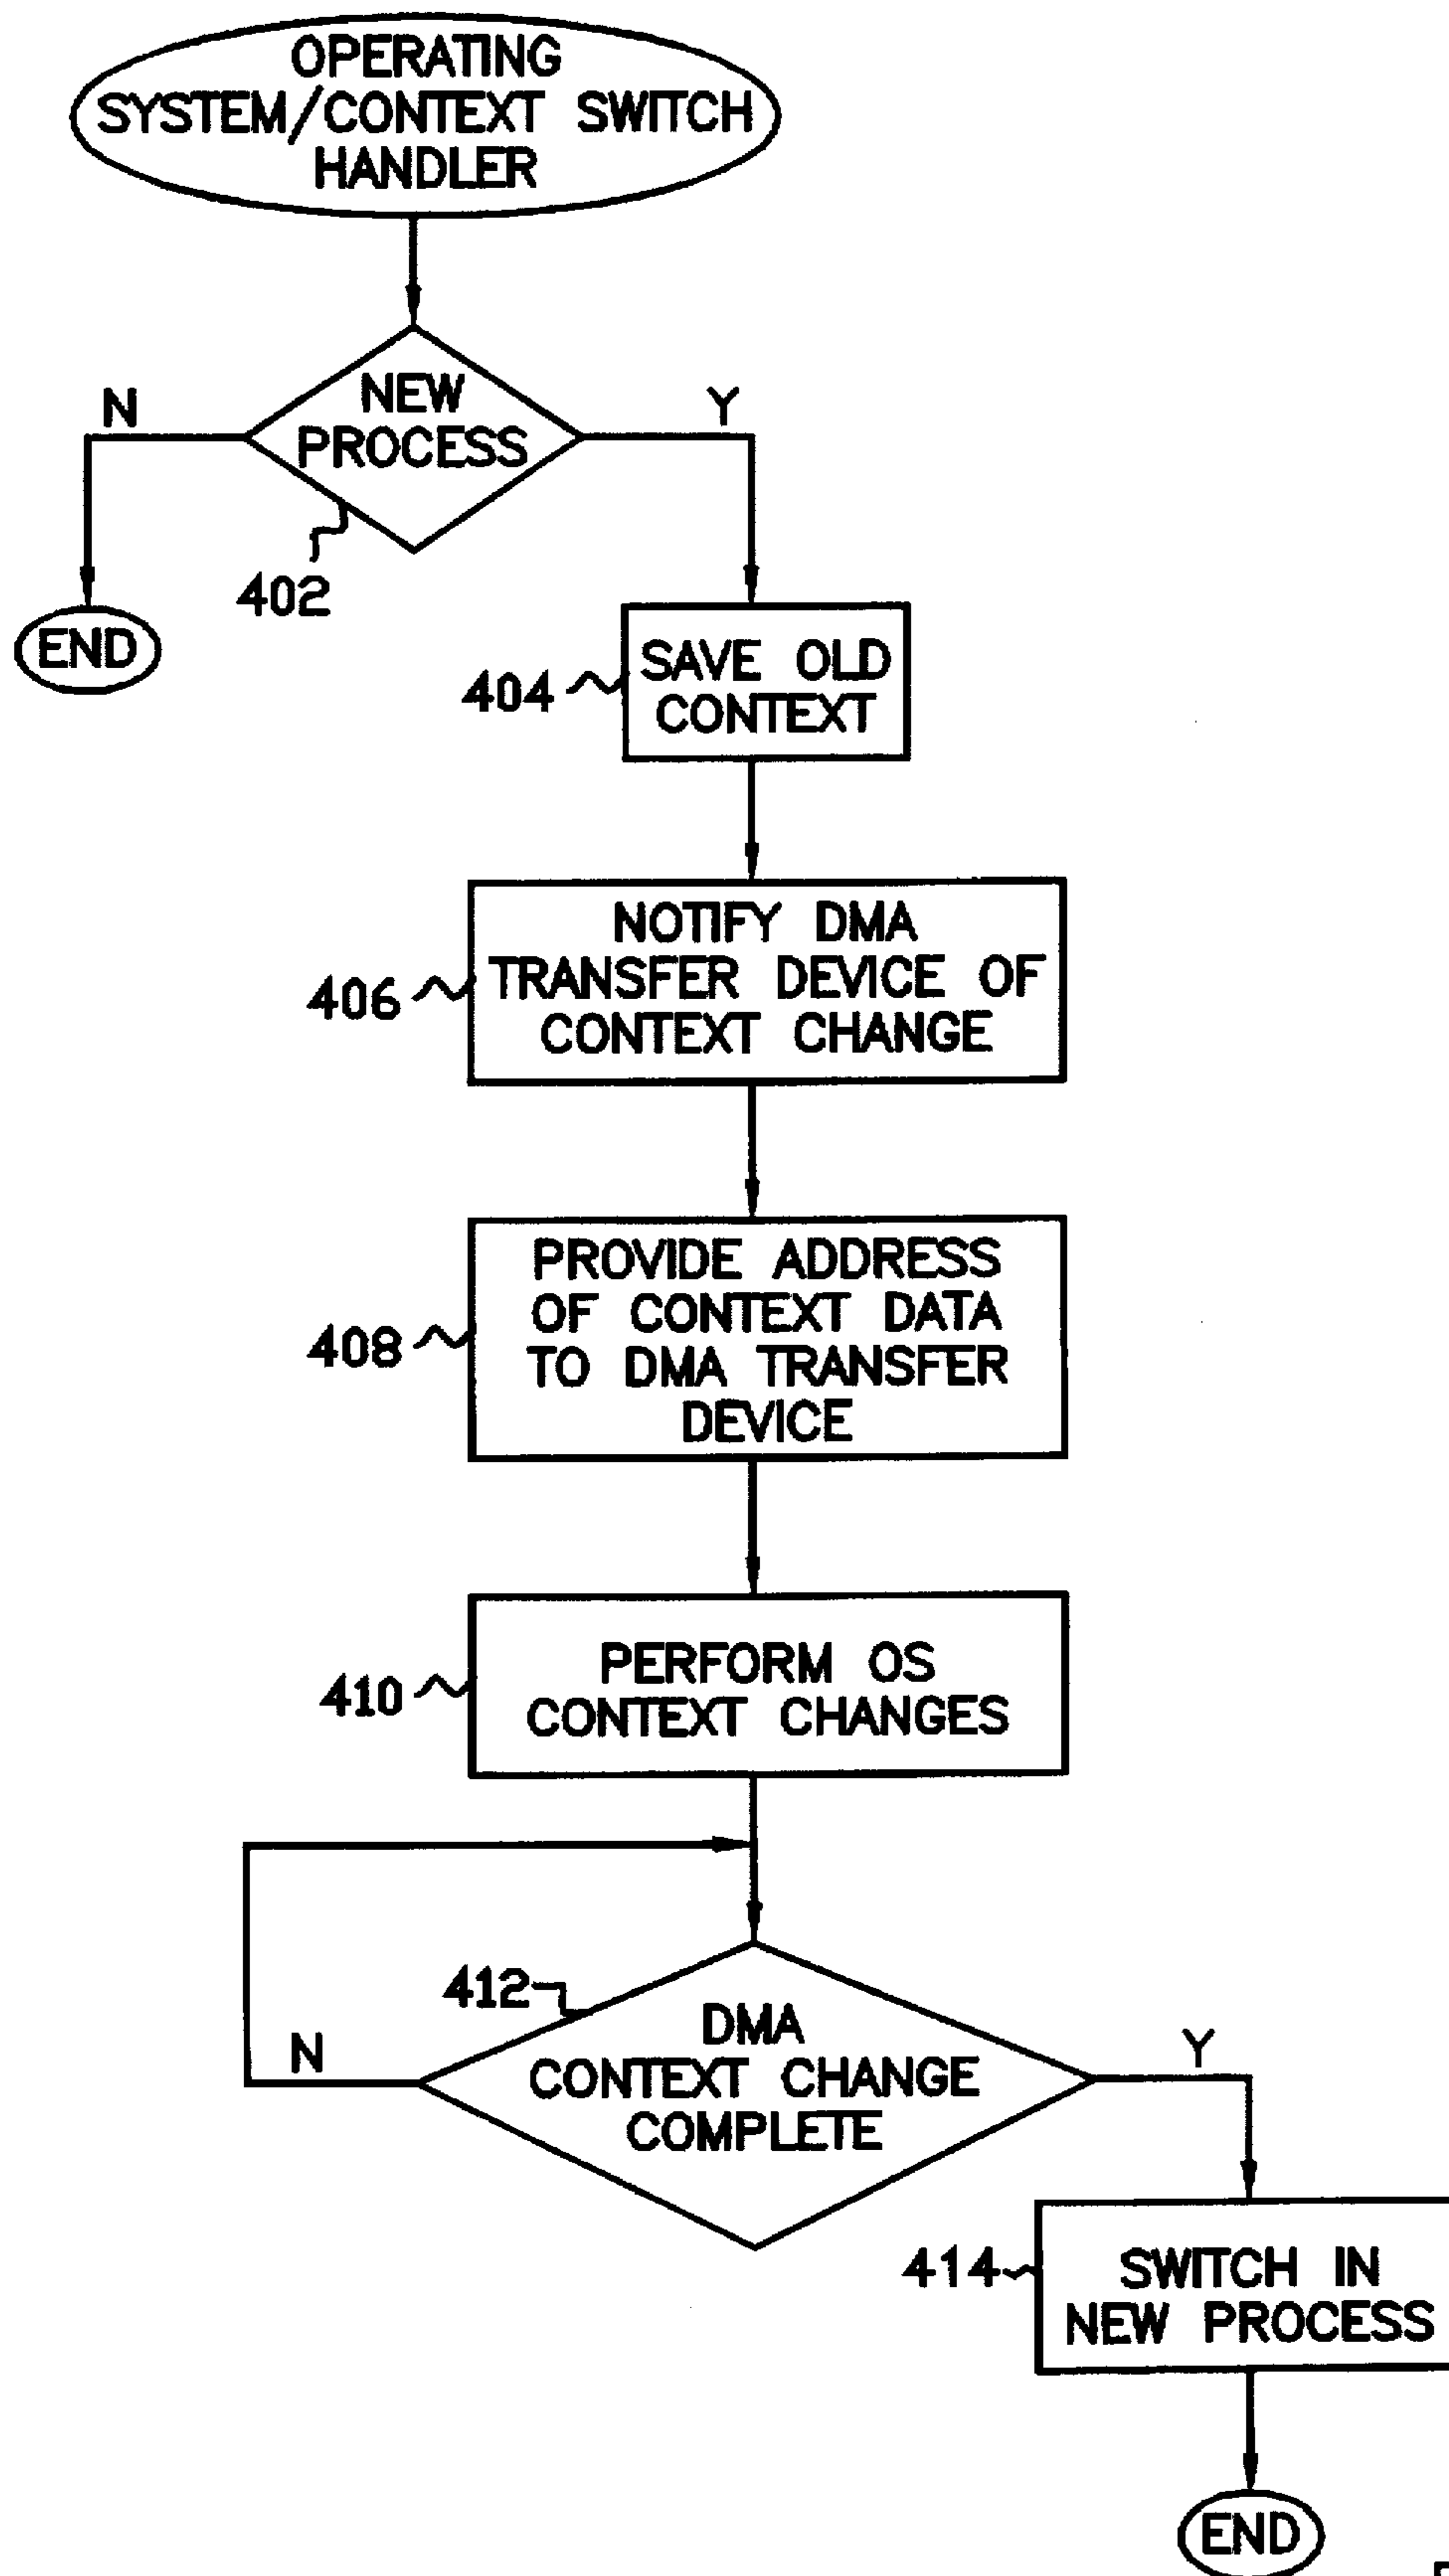 OPERATING
SYSTEM/CONTEXT SWITCH
HANDLER
NEW
PROCESS
N
Y
402
END
SAVE OLD
CONTEXT
404
NOTIFY DMA
TRANSFER DEVICE OF
CONTEXT CHANGE
406
PROVIDE ADDRESS
OF CONTEXT DATA
TO DMA TRANSFER
DEVICE
408
PERFORM OS
CONTEXT CHANGES
410
412
DMA
CONTEXT CHANGE
COMPLETE
N
Y
414
SWITCH IN
NEW PROCESS
END